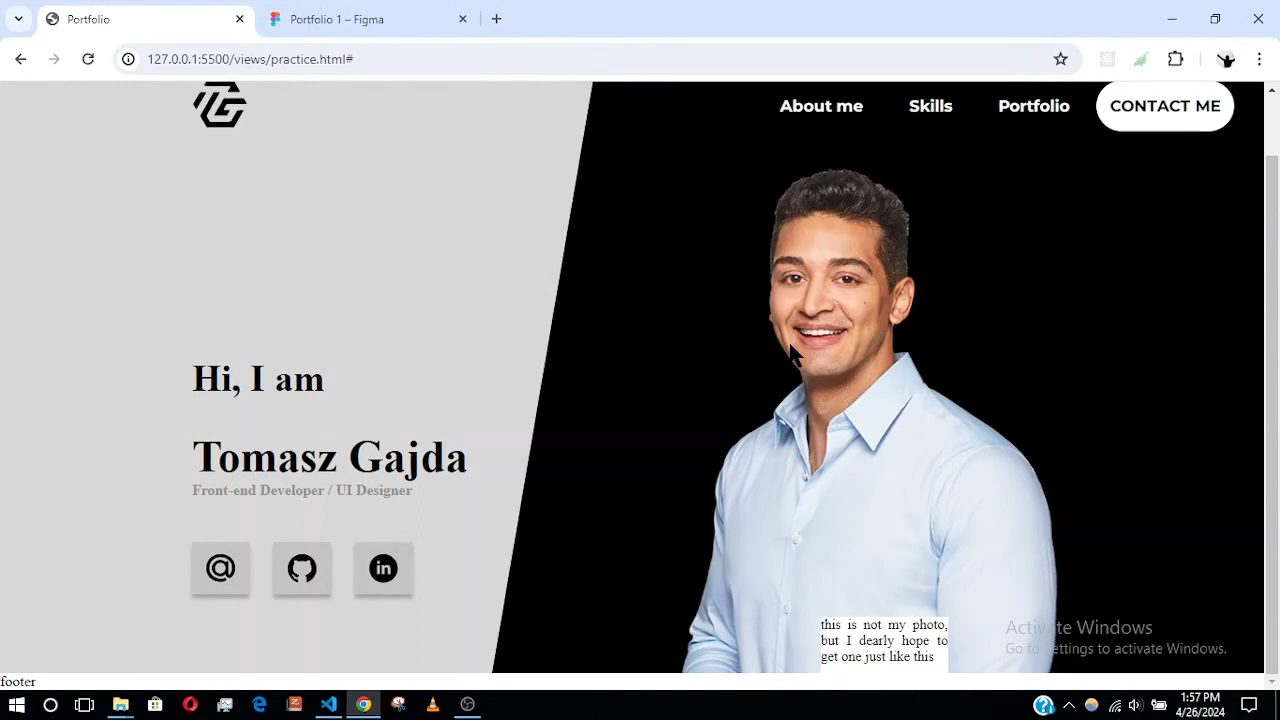 Portfolio
Portfolio 1 – Figma
127.0.0.1:5500/views/practice.html#
About me
Skills
Portfolio
CONTACT ME
Hi, I am
Tomasz Gajda
Front-end Developer / UI Designer
in
this is not my photo,
but I dearly hope to
get one just like this
Activate Windows
Go to Settings to activate Windows.
footer
1:57 PM
4/26/2024